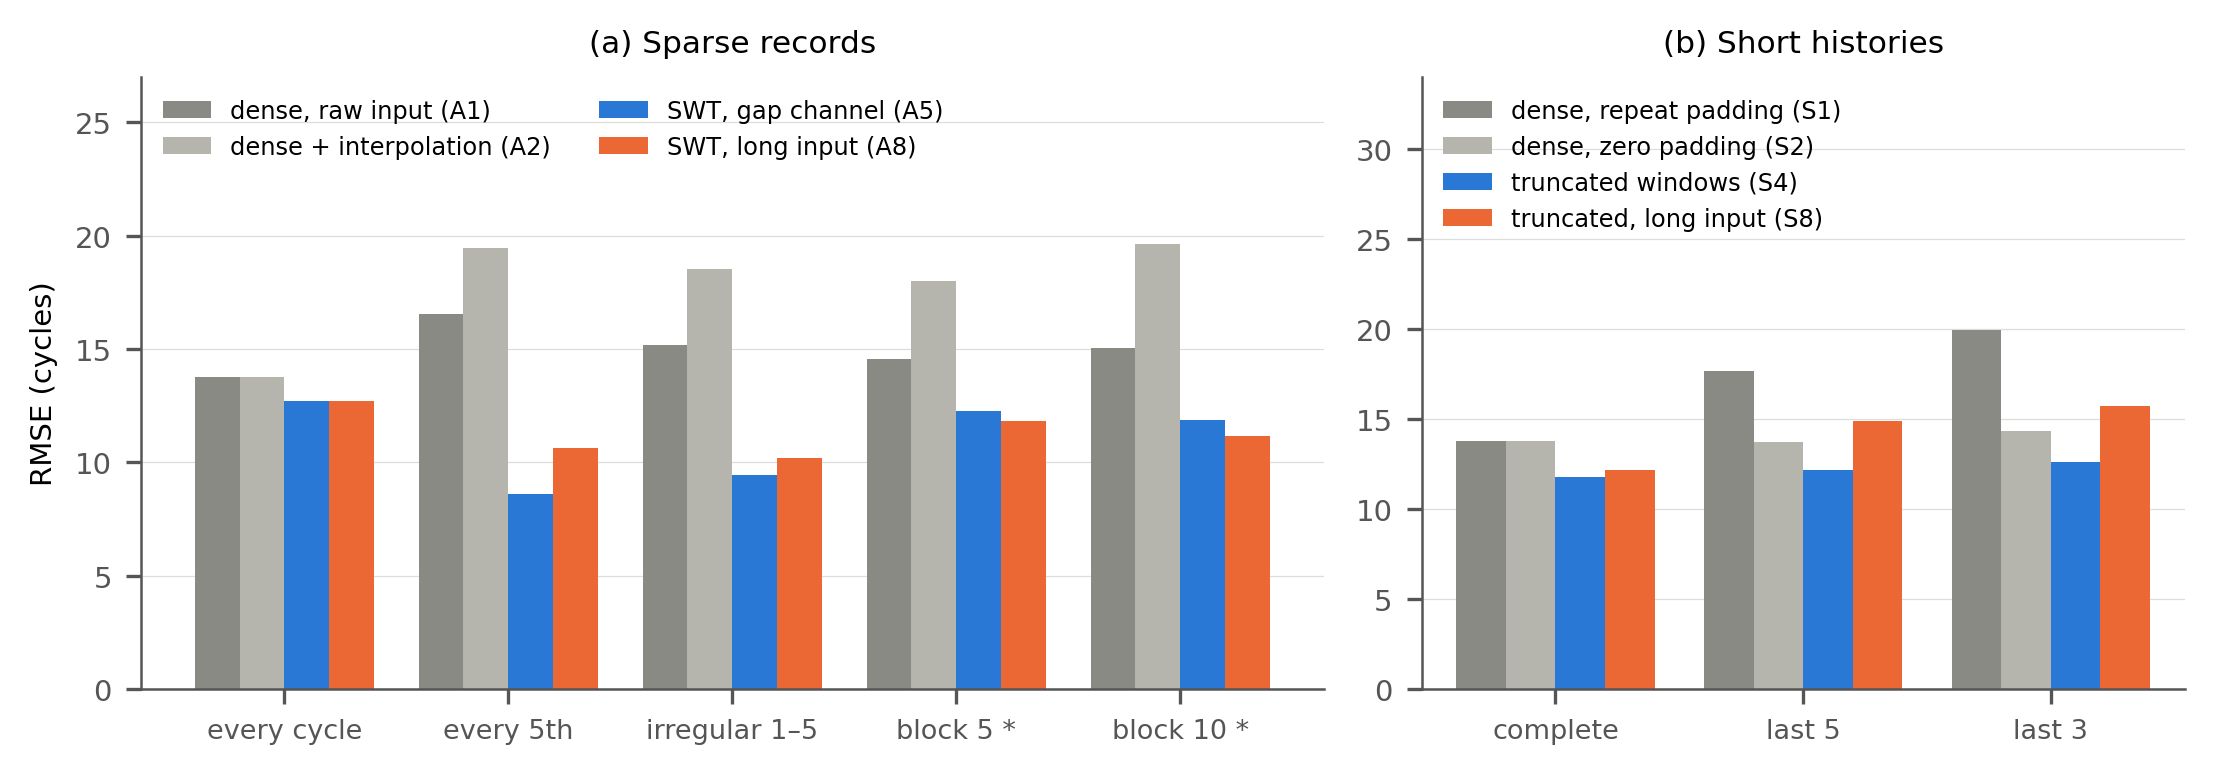 (a) Sparse records
dense, raw input (A1)
dense + interpolation (A2)
SWT, gap channel (A5)
SWT, long input (A8)
RMSE (cycles)
25
20
15
10
5
0
every cycle
every 5th
irregular 1–5
block 5 *
block 10 *
(b) Short histories
dense, repeat padding (S1)
dense, zero padding (S2)
truncated windows (S4)
truncated, long input (S8)
30
25
20
15
10
5
0
complete
last 5
last 3